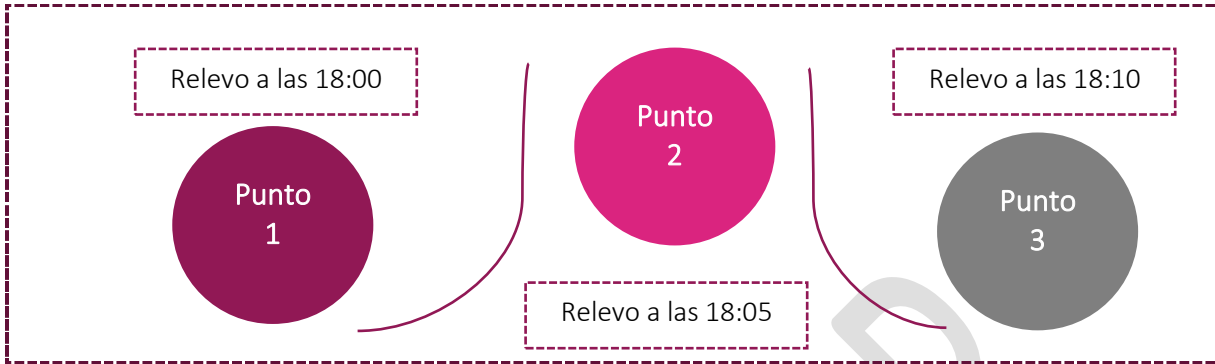 Relevo a las 18:00
Punto
1
Punto
2
Relevo a las 18:05
Relevo a las 18:10
Punto
3